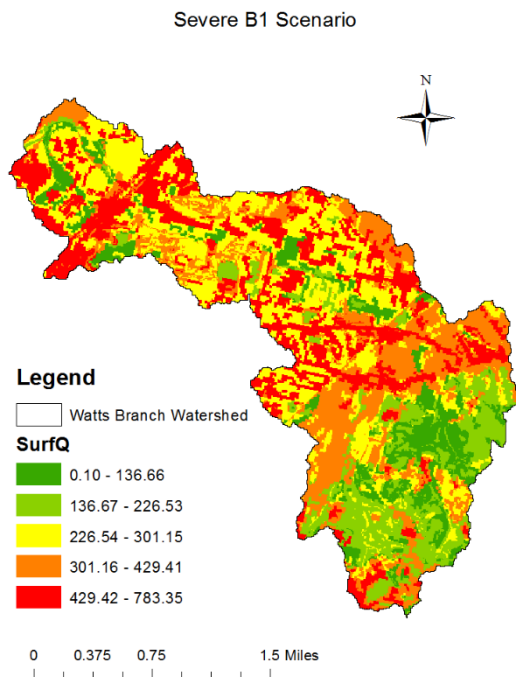 Severe B1 Scenario
N
Legend
Watts Branch Watershed
SurfQ
0.10 - 136.66
136.67 - 226.53
226.54 - 301.15
301.16 - 429.41
429.42 - 783.35
0 0.375 0.75 1.5 Miles